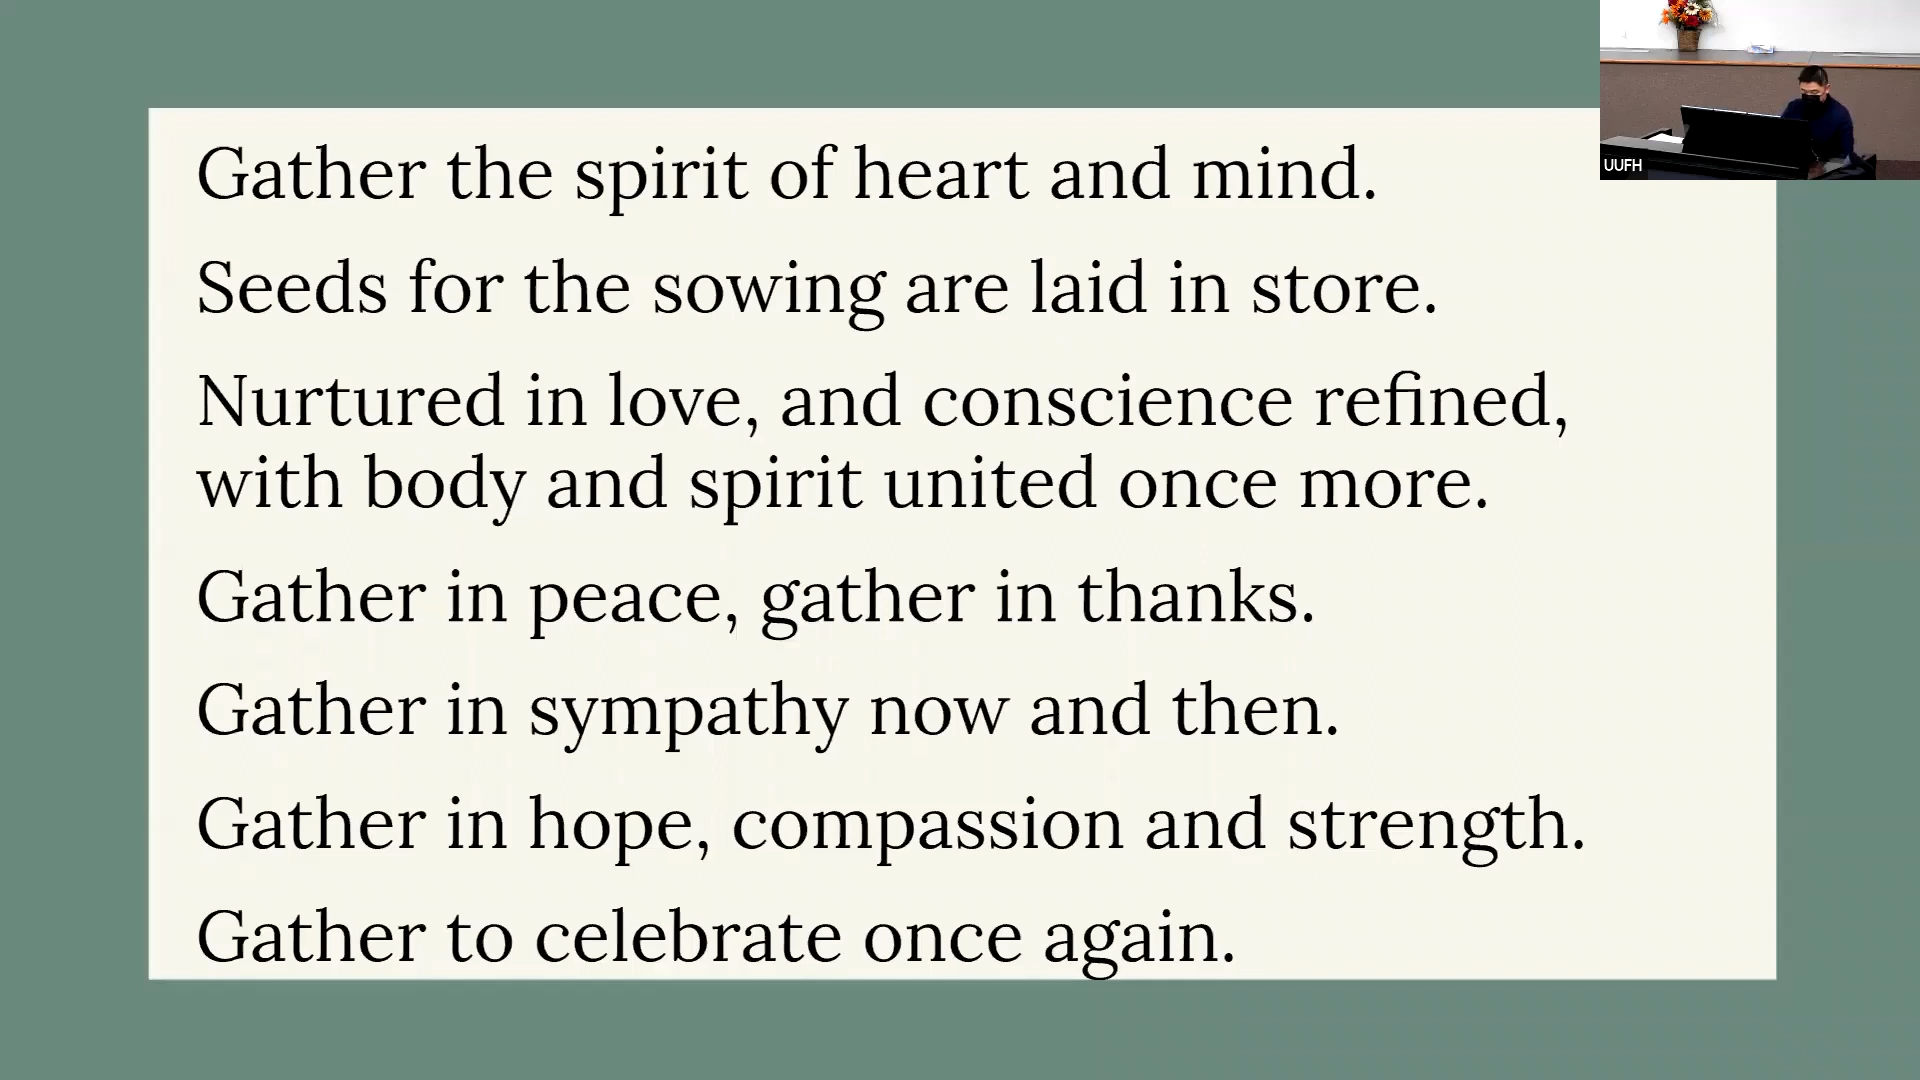 Gather the spirit of heart and mind.
Seeds for the sowing are laid in store.
Nurtured in love, and conscience refined,
with body and spirit united once more.
Gather in peace, gather in thanks.
Gather in sympathy now and then.
Gather in hope, compassion and strength.
Gather to celebrate once again.
UUFH